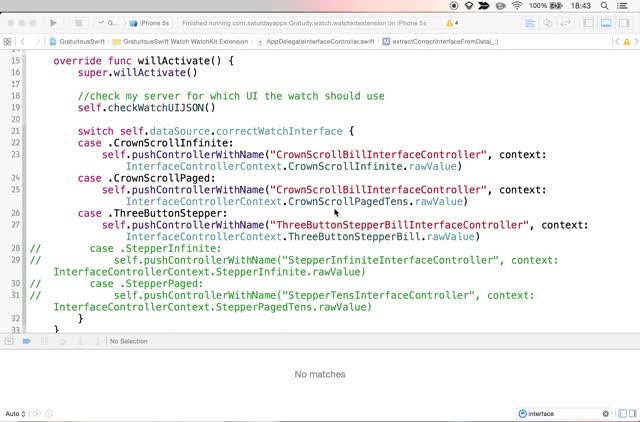 100% 18:43
G... iPhone 5s Finished running com.saturdayapps.Gratuity.watch.watchkitextension on iPhone 5s 4
GratuitousSwift GratuitousSwift Watch WatchKit Extension AppDelegateInterfaceController.swift extractCorrectInterfaceFromData(_:)
15 override func willActivate() {
16 super.willActivate()
17
18 //check my server for which UI the watch should use
19 self.checkWatchUIJSON()
20
21 switch self.dataSource.correctWatchInterface {
22 case .CrownScrollInfinite:
23 self.pushControllerWithName("CrownScrollBillInterfaceController", context:
InterfaceControllerContext.CrownScrollInfinite.rawValue)
24 case .CrownScrollPaged:
25 self.pushControllerWithName("CrownScrollBillInterfaceController", context:
InterfaceControllerContext.CrownScrollPagedTens.rawValue)
26 case .ThreeButtonStepper:
27 self.pushControllerWithName("ThreeButtonStepperBillInterfaceController", context:
InterfaceControllerContext.ThreeButtonStepperBill.rawValue)
28 // case .StepperInfinite:
29 // self.pushControllerWithName("StepperInfiniteInterfaceController", context:
InterfaceControllerContext.StepperInfinite.rawValue)
30 // case .StepperPaged:
31 // self.pushControllerWithName("StepperTensInterfaceController", context:
InterfaceControllerContext.StepperPagedTens.rawValue)
32 }
33 }
No Selection
No matches
Auto interface